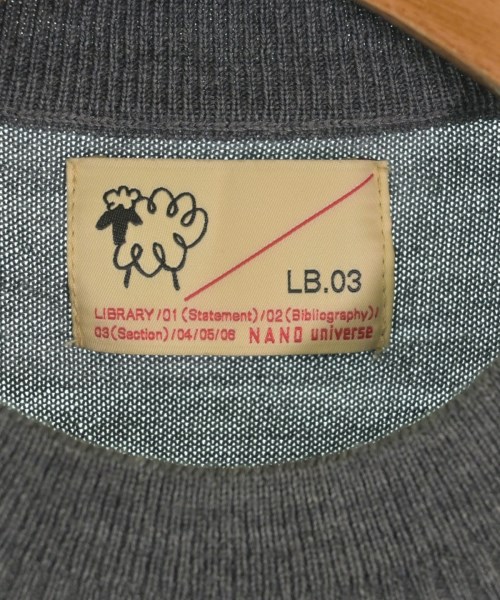 LB.03
LIBRARY/01(Statement)/02(Bibliography)/
03(Section)/04/05/06 NANO universe